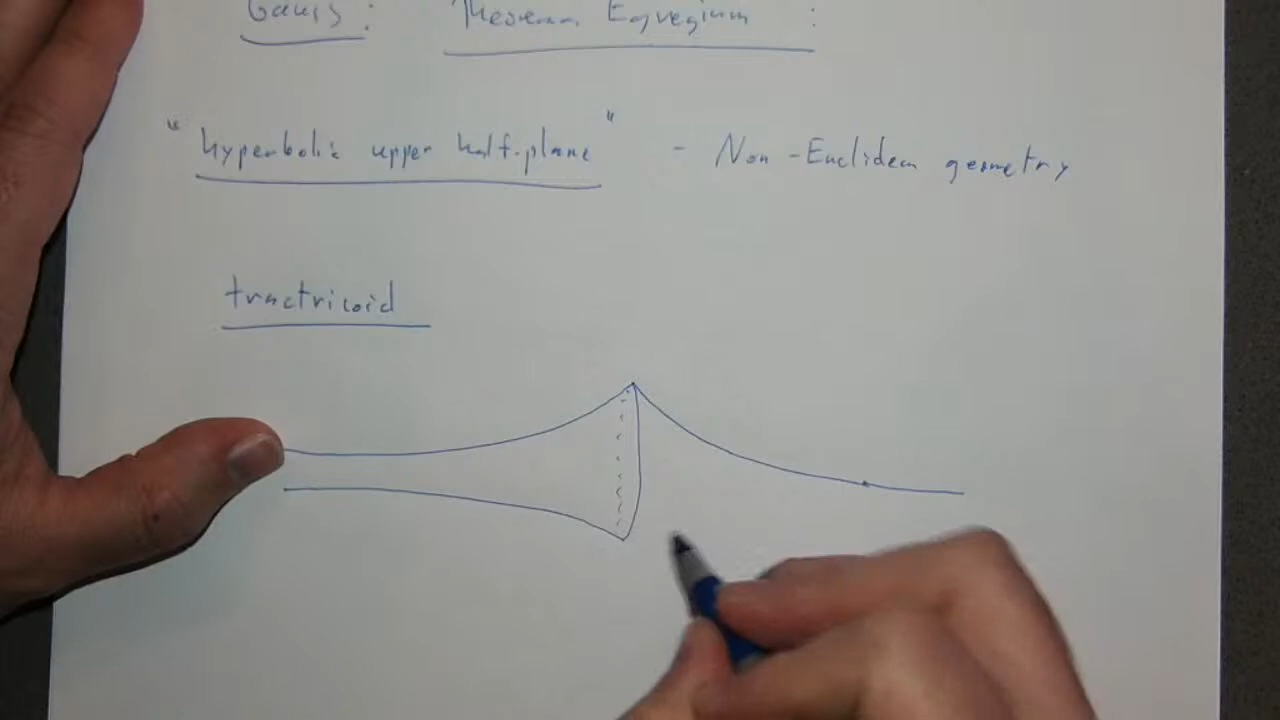 Gauss: Theorema Egregium :
"hyperbolic upper half-plane" - Non-Euclidean geometry
tractricoid